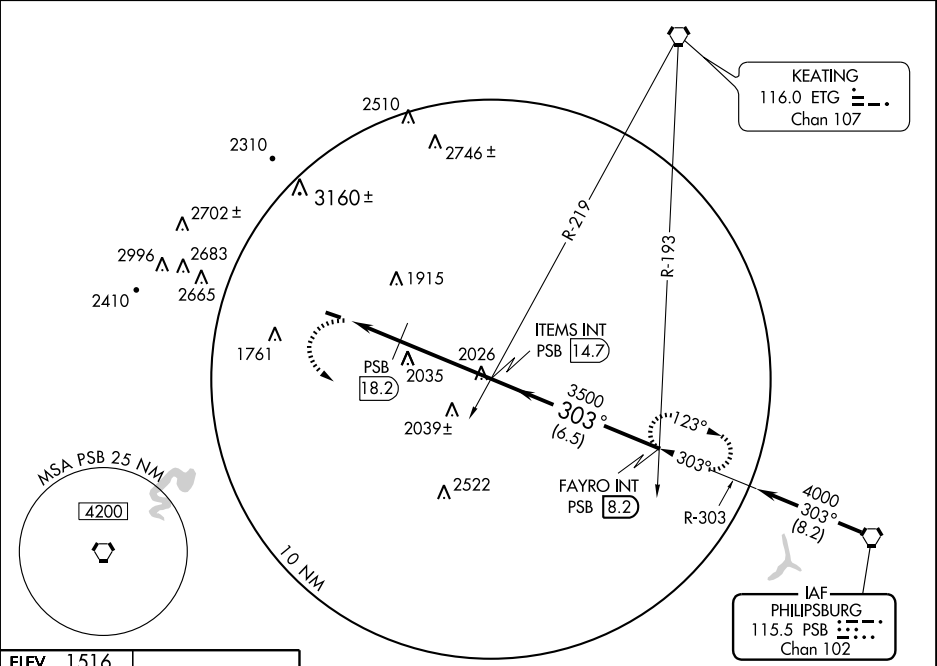 KEATING
116.0 ETG
Chan 107
2510
2746 ±
2310
3160 ±
R-219
R-193
2702 ±
2996
2683
2665
2410
1915
1761
ITEMS INT
PSB 14.7
2026
PSB
18.2
2035
3500
303°
(6.5)
2039 ±
123°
303°
FAYRO INT
PSB 8.2
2522
R-303
4000
303°
(8.2)
MSA PSB 25 NM
4200
10 NM
IAF
PHILIPSBURG
115.5 PSB
Chan 102
ELEV 1516